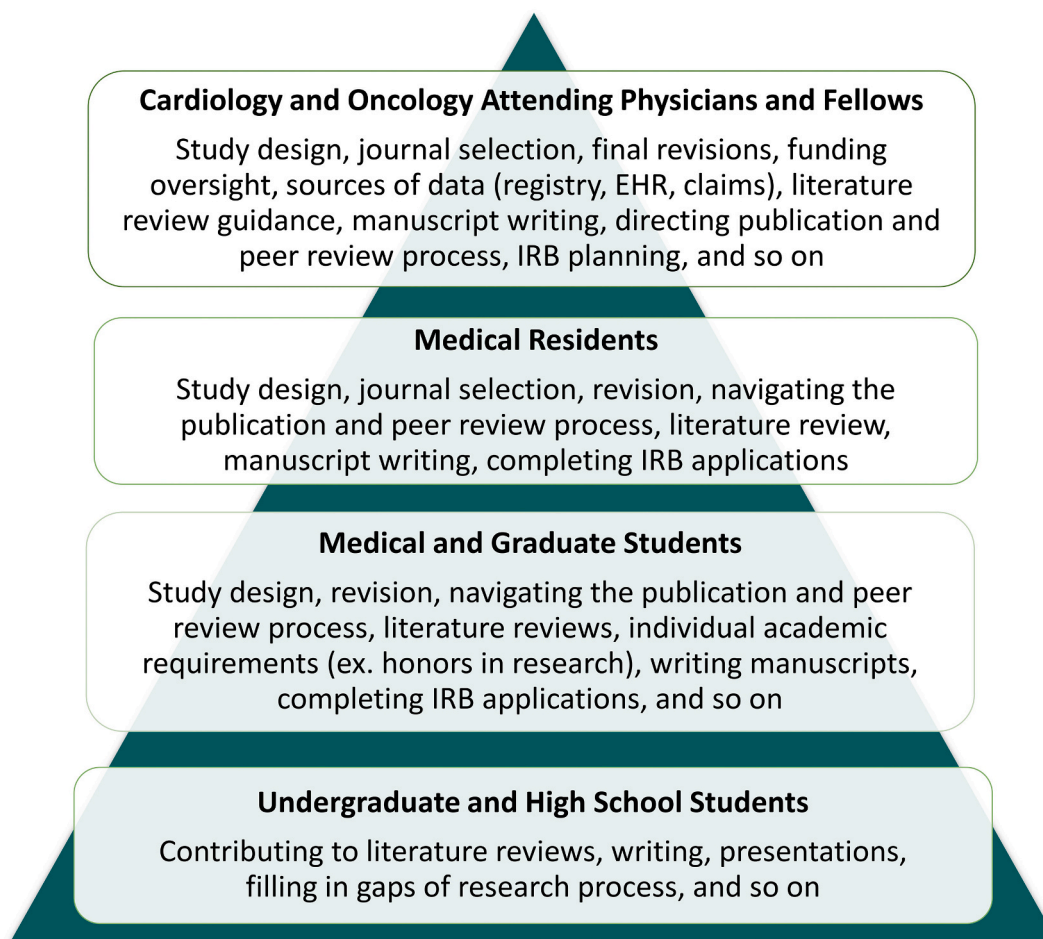 Cardiology and Oncology Attending Physicians and Fellows
Study design, journal selection, final revisions, funding
oversight, sources of data (registry, EHR, claims), literature
review guidance, manuscript writing, directing publication and
peer review process, IRB planning, and so on
Medical Residents
Study design, journal selection, revision, navigating the
publication and peer review process, literature review,
manuscript writing, completing IRB applications
Medical and Graduate Students
Study design, revision, navigating the publication and peer
review process, literature reviews, individual academic
requirements (ex. honors in research), writing manuscripts,
completing IRB applications, and so on
Undergraduate and High School Students
Contributing to literature reviews, writing, presentations,
filling in gaps of research process, and so on